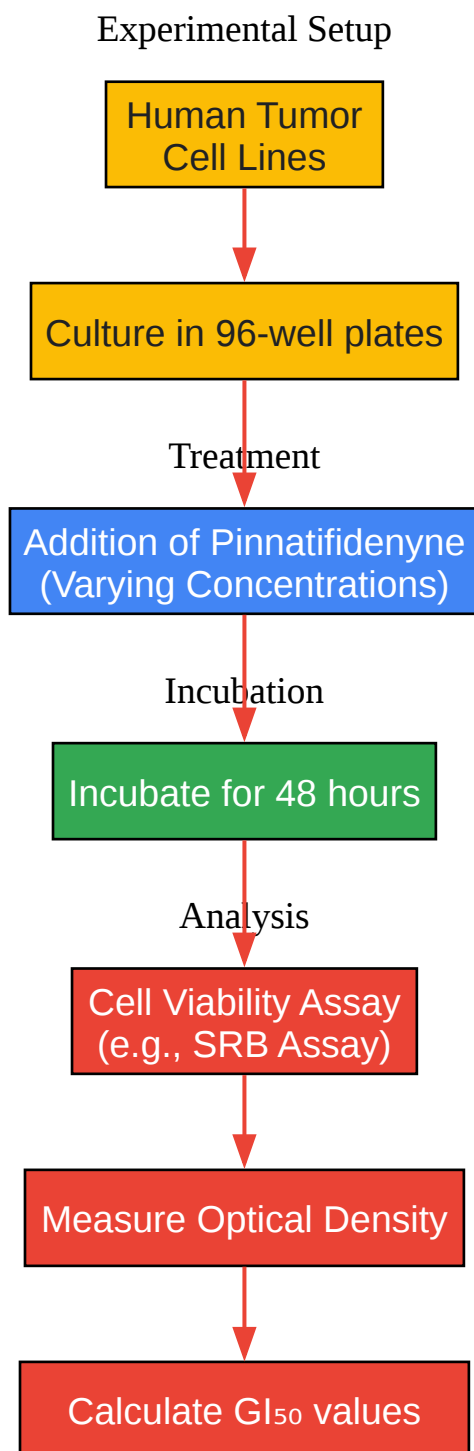 Experimental Setup
Human Tumor
Cell Lines
Culture in 96-well plates
Treatment
Addition of Pinnatifidenyne
(Varying Concentrations)
Incubation
Incubate for 48 hours
Analysis
Cell Viability Assay
(e.g., SRB Assay)
Measure Optical Density
Calculate GI₅₀ values